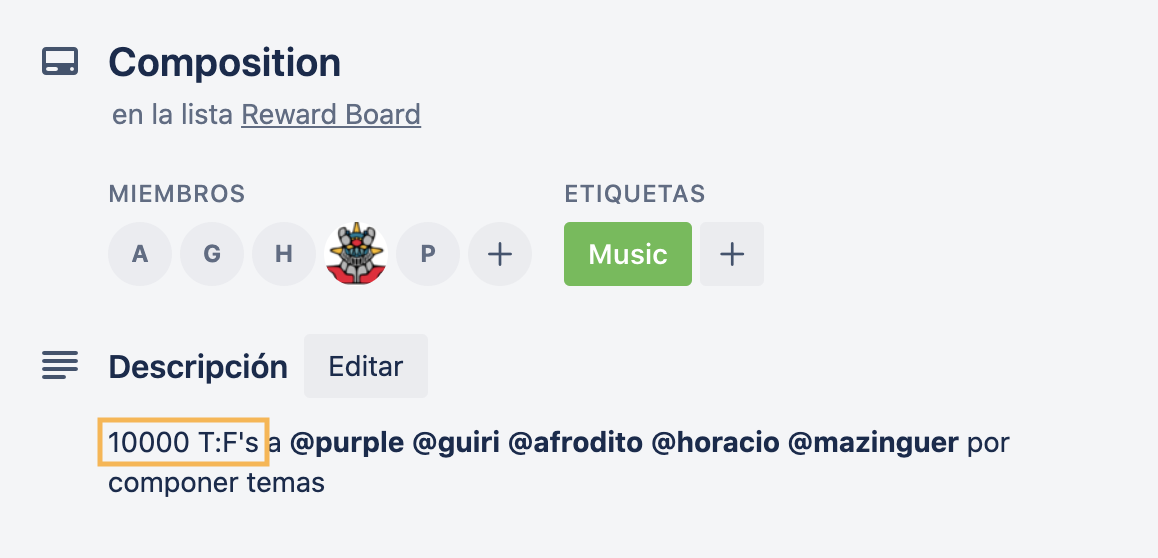 Composition
en la lista Reward Board
MIEMBROS
A G H P +
ETIQUETAS
Music +
Descripción Editar
10000 T:F's a @purple @guiri @afrodito @horacio @mazinguer por
componer temas